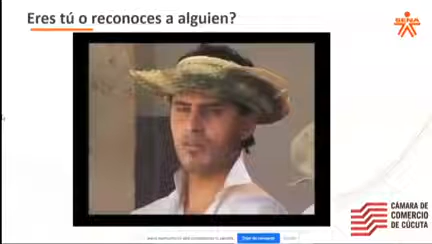 Eres tú o reconoces a alguien?
SENA
CÁMARA DE
COMERCIO
DE CÚCUTA